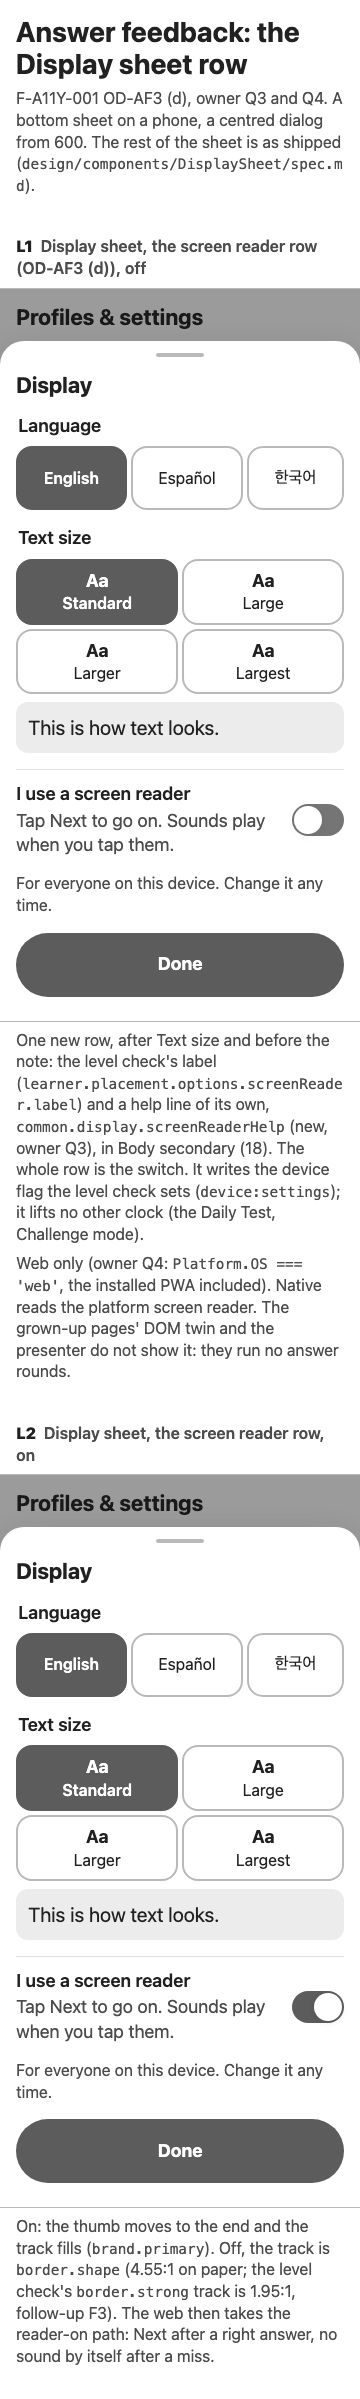 Answer feedback: the
Display sheet row
F-A11Y-001 OD-AF3 (d), owner Q3 and Q4. A
bottom sheet on a phone, a centred dialog
from 600. The rest of the sheet is as shipped
(design/components/DisplaySheet/spec.m
d).
L1 Display sheet, the screen reader row
(OD-AF3 (d)), off
Profiles & settings
Display
Language
English Español 한국어
Text size
Aa Aa
Standard Large
Aa Aa
Larger Largest
This is how text looks.
I use a screen reader
Tap Next to go on. Sounds play
when you tap them.
For everyone on this device. Change it any
time.
Done
One new row, after Text size and before the
note: the level check's label
(learner.placement.options.screenReade
r.label) and a help line of its own,
common.display.screenReaderHelp (new,
owner Q3), in Body secondary (18). The
whole row is the switch. It writes the device
flag the level check sets (device:settings);
it lifts no other clock (the Daily Test,
Challenge mode).
Web only (owner Q4: Platform.OS ===
'web', the installed PWA included). Native
reads the platform screen reader. The
grown-up pages' DOM twin and the
presenter do not show it: they run no answer
rounds.
L2 Display sheet, the screen reader row,
on
Profiles & settings
Display
Language
English Español 한국어
Text size
Aa Aa
Standard Large
Aa Aa
Larger Largest
This is how text looks.
I use a screen reader
Tap Next to go on. Sounds play
when you tap them.
For everyone on this device. Change it any
time.
Done
On: the thumb moves to the end and the
track fills (brand.primary). Off, the track is
border.shape (4.55:1 on paper; the level
check's border.strong track is 1.95:1,
follow-up F3). The web then takes the
reader-on path: Next after a right answer, no
sound by itself after a miss.